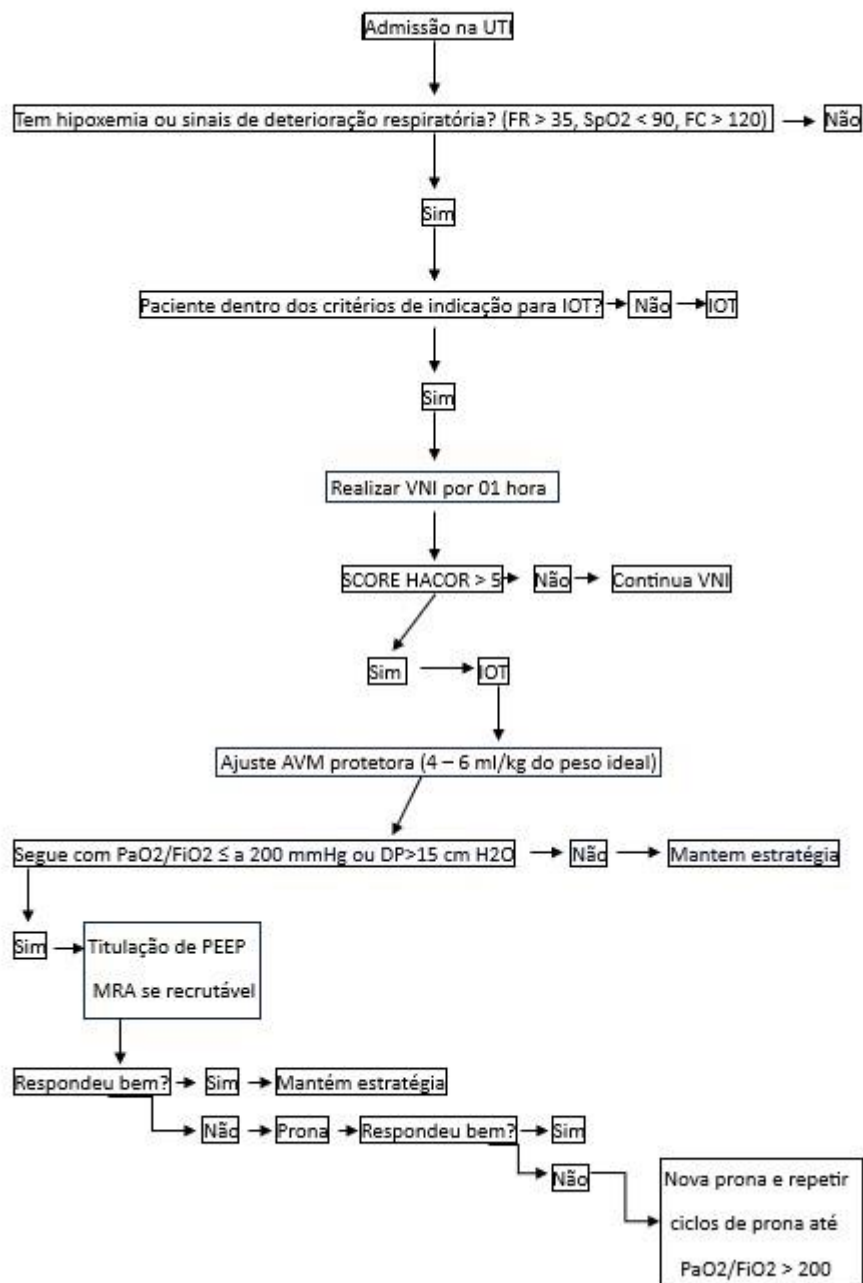 Admissão na UTI
Tem hipoxemia ou sinais de deterioração respiratória? (FR > 35, SpO2 < 90, FC > 120)
Não
Sim
Paciente dentro dos critérios de indicação para IOT?
Não
IOT
Sim
Realizar VNI por 01 hora
SCORE HACOR > 5
Não
Continua VNI
Sim
IOT
Ajuste AVM protetora (4 – 6 ml/kg do peso ideal)
Segue com PaO2/FiO2 ≤ a 200 mmHg ou DP>15 cm H2O
Não
Mantem estratégia
Sim
Titulação de PEEP
MRA se recrutável
Respondeu bem?
Sim
Mantém estratégia
Não
Prona
Respondeu bem?
Sim
Não
Nova prona e repetir
ciclos de prona até
PaO2/FiO2 > 200